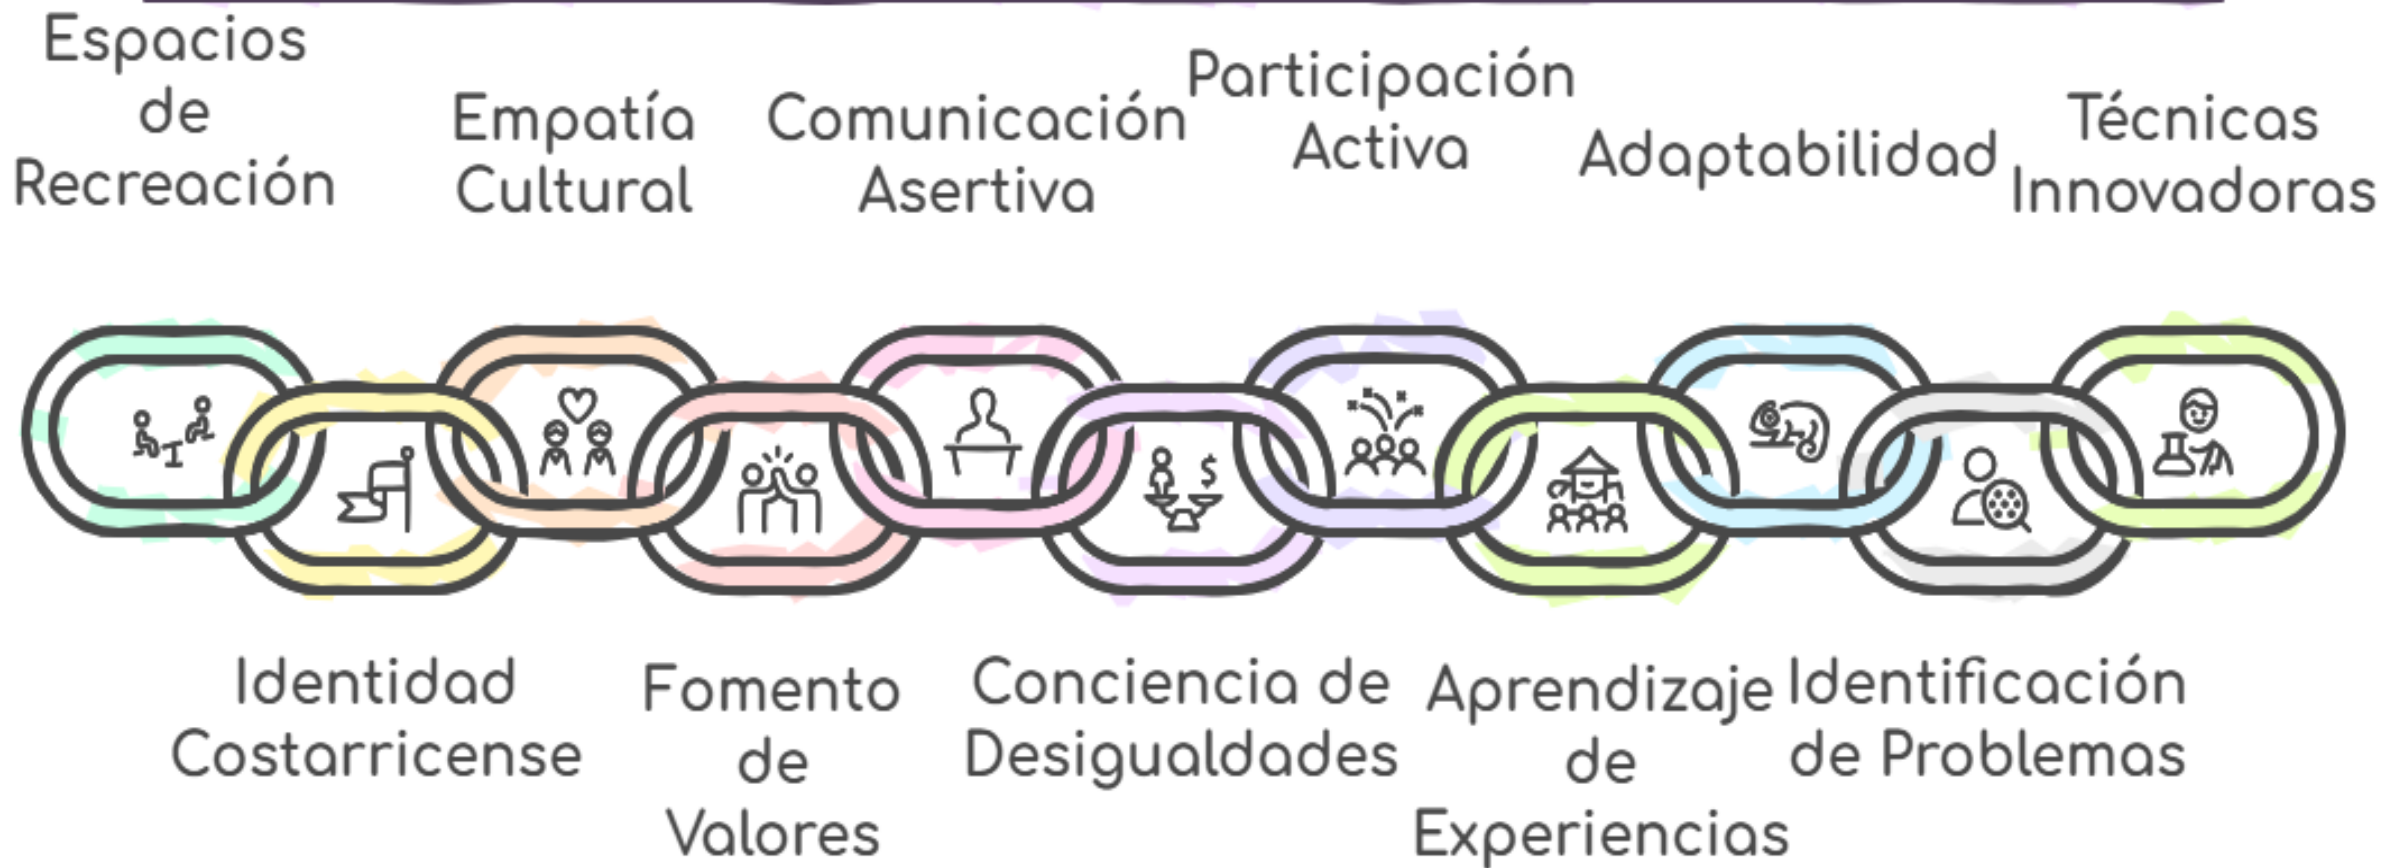 Espacios
de
Recreación
Empatía
Cultural
Comunicación
Asertiva
Participación
Activa
Adaptabilidad
Técnicas
Innovadoras
$
Identidad
Costarricense
Fomento
de
Valores
Conciencia de
Desigualdades
Aprendizaje
de
Experiencias
Identificación
de Problemas